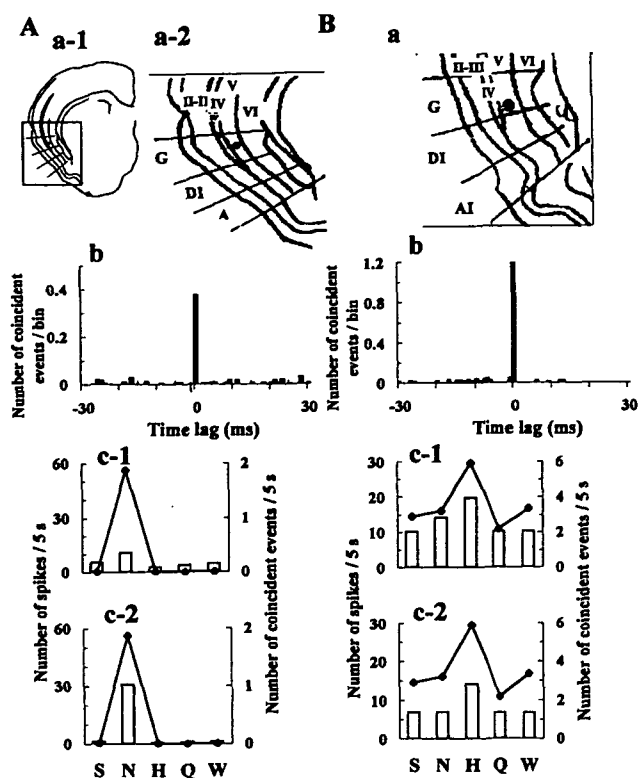 A
a-1
a-2
V
II-II
IV
VI
G
DI
A
b
Number of coincident
events / bin
0.4
0.2
0
-30
0
30
Time lag (ms)
c-1
60
30
0
2
1
0
c-2
60
30
0
2
1
0
Number of spikes / 5 s
Number of coincident events / 5 s
S N H Q W
B
a
V
VI
II-III
IV
G
DI
AI
b
Number of coincident
events / bin
1.2
0.8
0.4
0
-30
0
30
Time lag (ms)
c-1
30
20
10
0
6
4
2
0
c-2
30
20
10
0
6
4
2
0
Number of spikes / 5 s
Number of coincident events / 5 s
S N H Q W